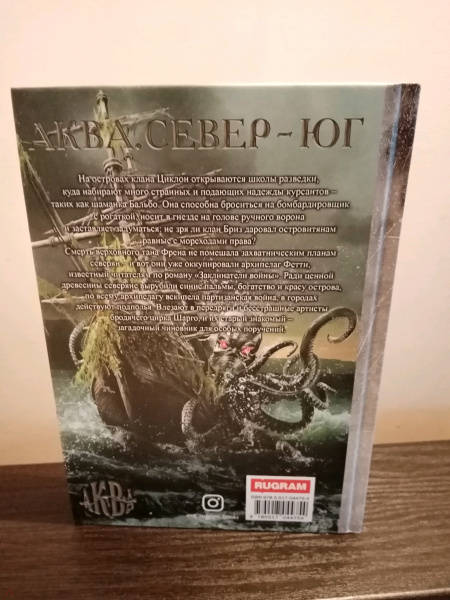 АКВА. СЕВЕР – ЮГ
На островах клана Циклон открываются школы разведки,
куда набирают много странных и подающих надежды курсантов –
таких как шаманка Бальбо. Она способна броситься на бомбардировщик
с рогаткой, носит в гнезде на голове ручного ворона
и заставляет задуматься: не зря ли клан Бриз даровал островитянам
равные с мореходами права?
Смерть верховного тана Френа не помешала захватническим планам
северян – и вот они уже оккупировали архипелаг Фетти,
известный читателям по роману «Заклинатели войны». Ради ценной
древесины северяне вырубили синие пальмы, богатство и красу острова,
по всему архипелагу вскипела партизанская война, в городах
действуют подполья. Влезают в передряги и бесстрашные артисты
бродячего цирка Шарголи и старый знакомый –
загадочный чиновник для особых поручений.
АКВА
RUGRAM